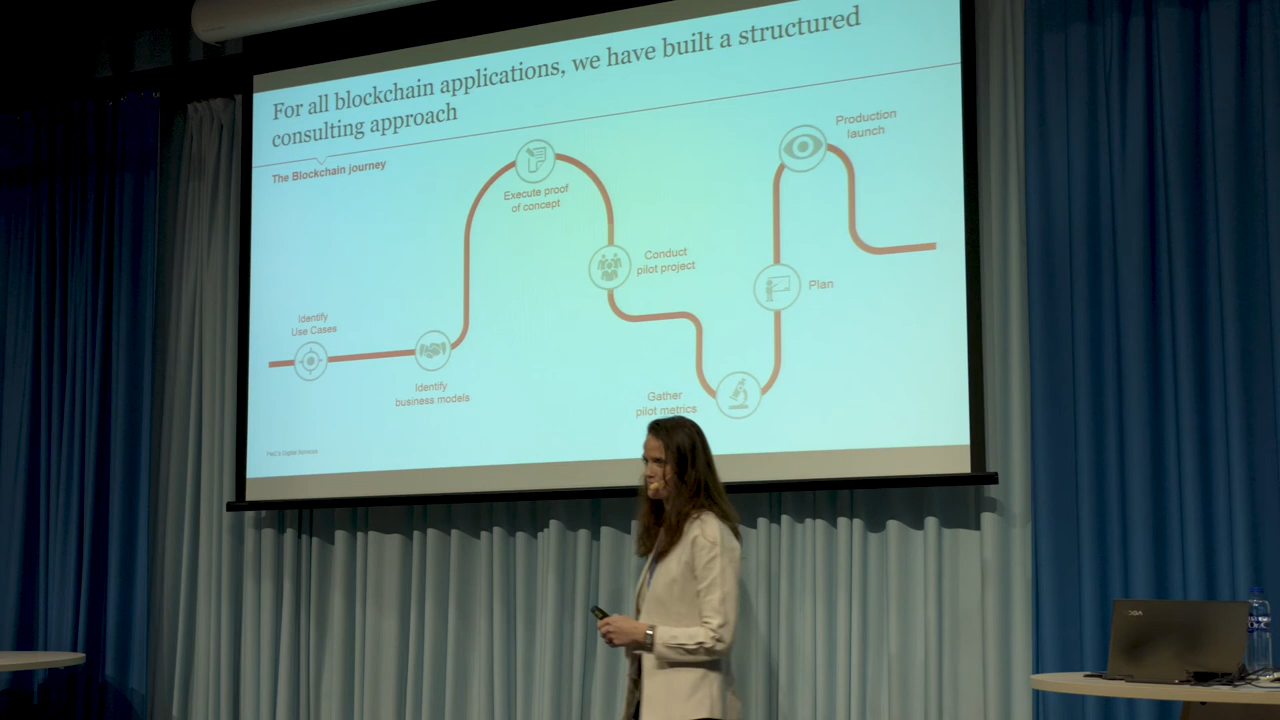 For all blockchain applications, we have built a structured
consulting approach
The Blockchain journey
Identify
Use Cases
Identify
business models
Execute proof
of concept
Conduct
pilot project
Gather
pilot metrics
Plan
Production
launch
PwC's Digital Services
YOGA